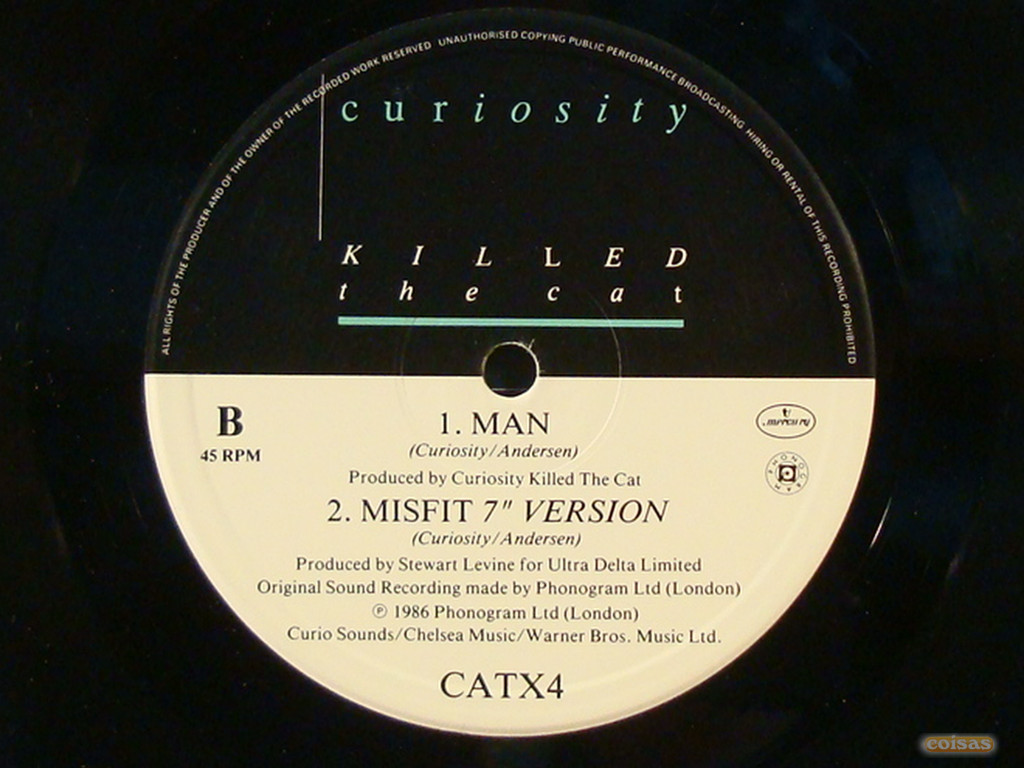 ALL RIGHTS OF THE PRODUCER AND OF THE OWNER OF THE RECORDED WORK RESERVED UNAUTHORISED COPYING PUBLIC PERFORMANCE BROADCASTING HIRING OR RENTAL OF THIS RECORDING PROHIBITED
curiosity
KILLED
the cat
B
45 RPM
1. MAN
(Curiosity/Andersen)
Produced by Curiosity Killed The Cat
2. MISFIT 7" VERSION
(Curiosity/Andersen)
Produced by Stewart Levine for Ultra Delta Limited
Original Sound Recording made by Phonogram Ltd (London)
℗ 1986 Phonogram Ltd (London)
Curio Sounds/Chelsea Music/Warner Bros. Music Ltd.
CATX4
mercury
PHONOGRAM
coisas